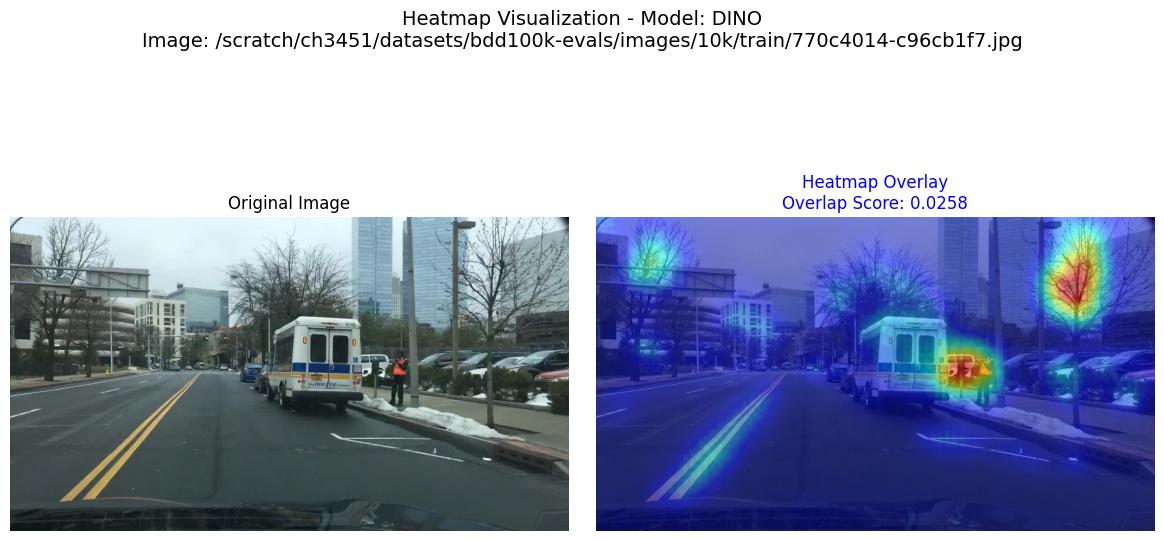 Heatmap Visualization - Model: DINO
Image: /scratch/ch3451/datasets/bdd100k-evals/images/10k/train/770c4014-c96cb1f7.jpg
Original Image
Heatmap Overlay
Overlap Score: 0.0258